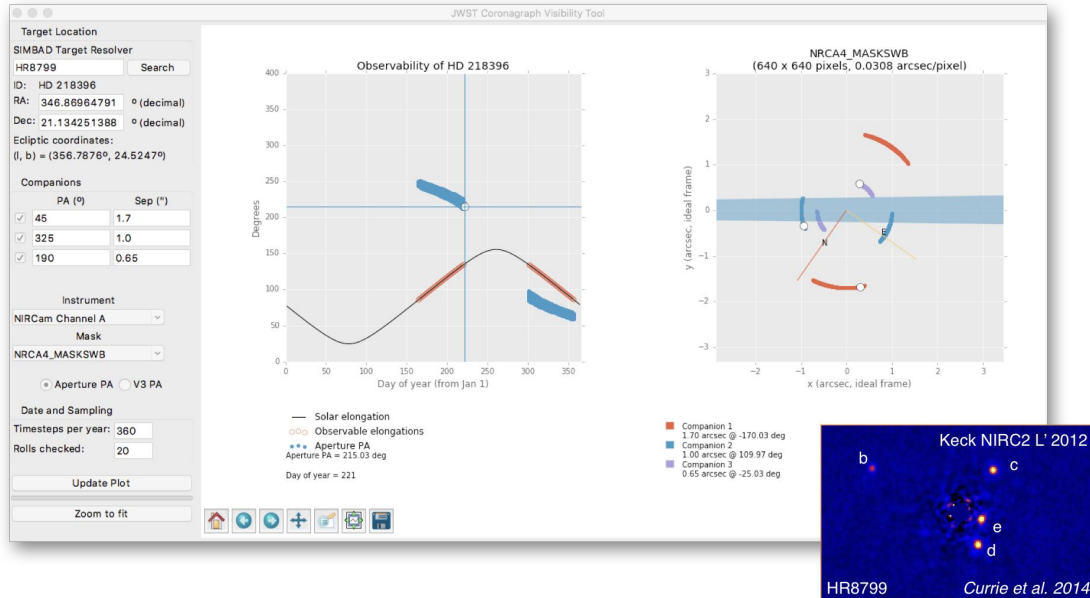 JWST Coronagraph Visibility Tool
Target Location
SIMBAD Target Resolver
HR8799 Search
ID: HD 218396
RA: 346.86964791 º (decimal)
Dec: 21.134251388 º (decimal)
Ecliptic coordinates:
(l, b) = (356.7876º, 24.5247º)
Companions
PA (º) Sep (")
45 1.7
325 1.0
190 0.65
Instrument
NIRCam Channel A
Mask
NRCA4_MASKSWB
Aperture PA V3 PA
Date and Sampling
Timesteps per year: 360
Rolls checked: 20
Update Plot
Zoom to fit
Observability of HD 218396
Degrees
400
350
300
250
200
150
100
50
0
0 50 100 150 200 250 300 350
Day of year (from Jan 1)
Solar elongation
Observable elongations
Aperture PA
Aperture PA = 215.03 deg
Day of year = 221
NRCA4_MASKSWB
(640 x 640 pixels, 0.0308 arcsec/pixel)
y (arcsec, ideal frame)
3
2
1
0
−1
−2
−3
N
E
−2 −1 0 1 2 3
x (arcsec, ideal frame)
Companion 1
1.70 arcsec @ -170.03 deg
Companion 2
1.00 arcsec @ 109.97 deg
Companion 3
0.65 arcsec @ -25.03 deg
Keck NIRC2 L' 2012
b
c
e
d
HR8799 Currie et al. 2014